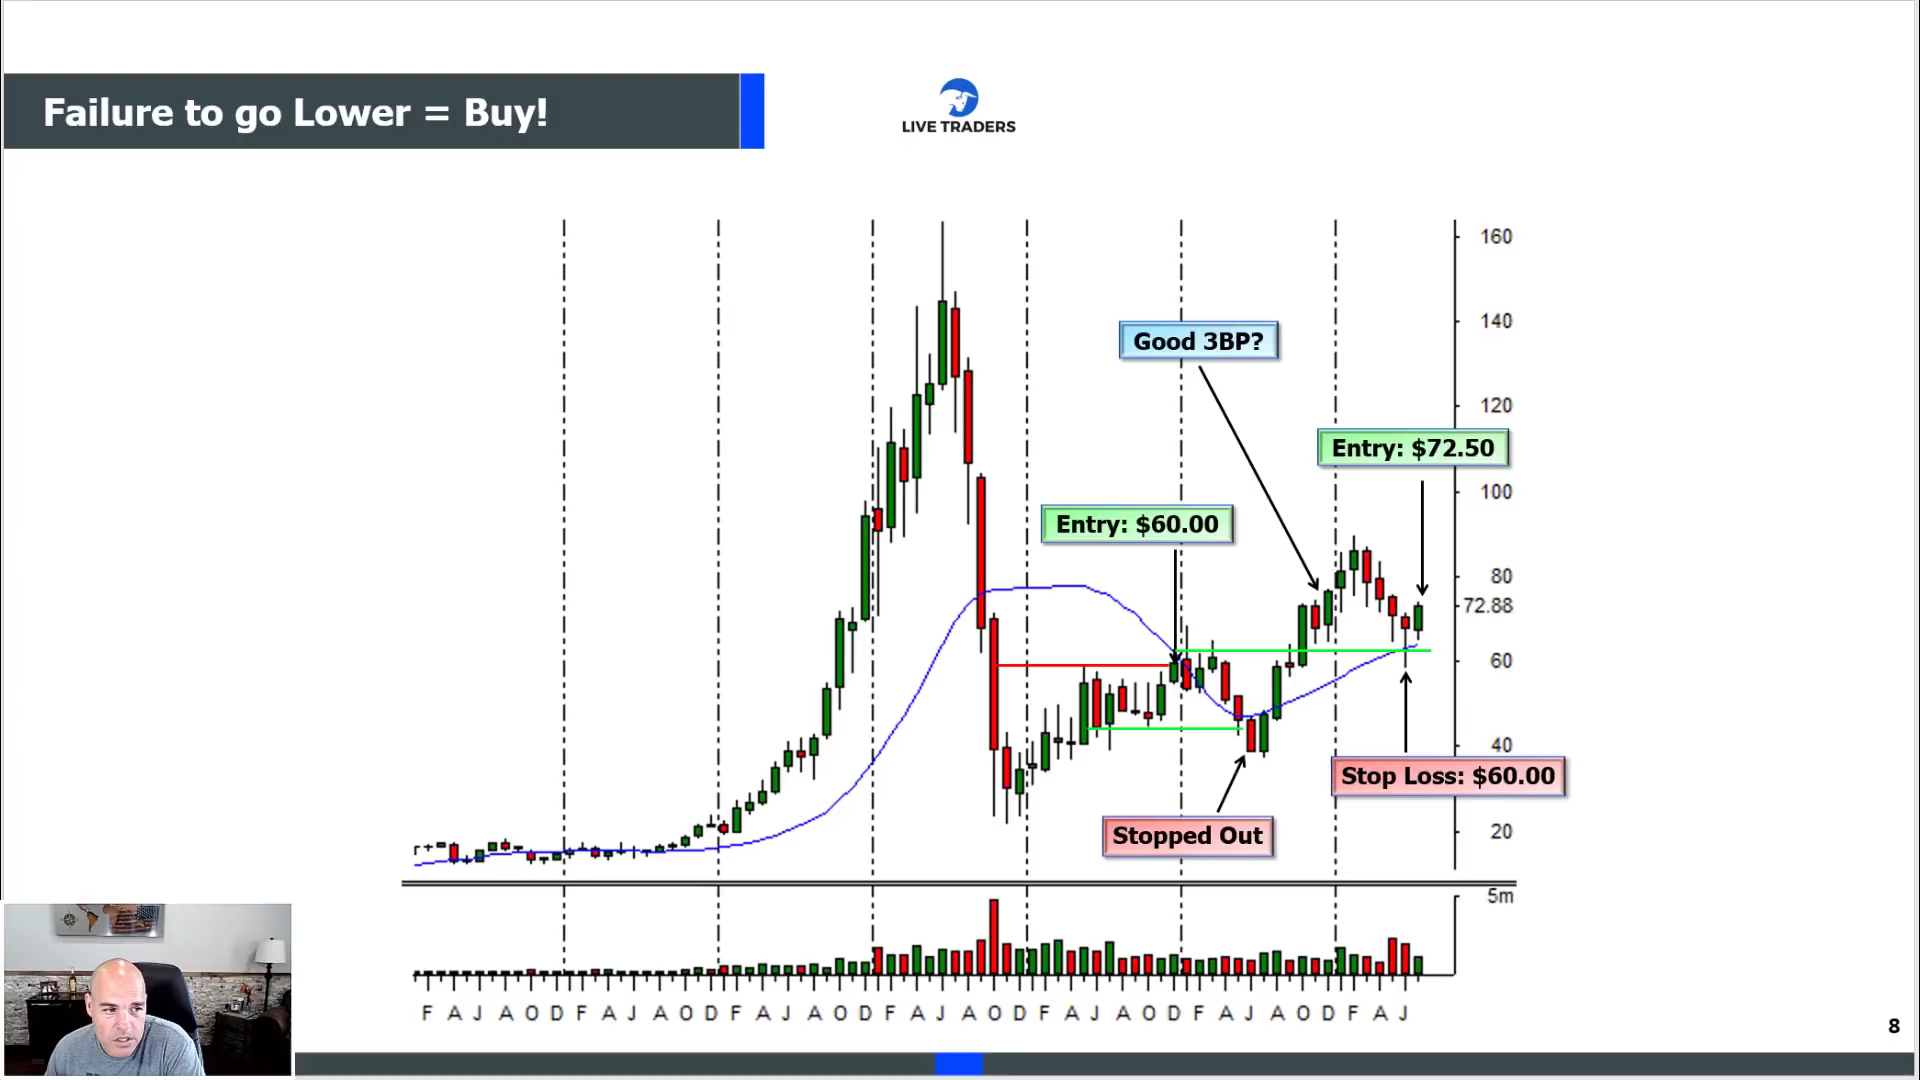 Failure to go Lower = Buy!
LIVE TRADERS
160
140
Good 3BP?
120
Entry: $72.50
100
Entry: $60.00
80
72.88
60
40
Stop Loss: $60.00
Stopped Out
20
5m
F A J A O D F A J A O D F A J A O D F A J A O D F A J A O D F A J A O D F A J
8